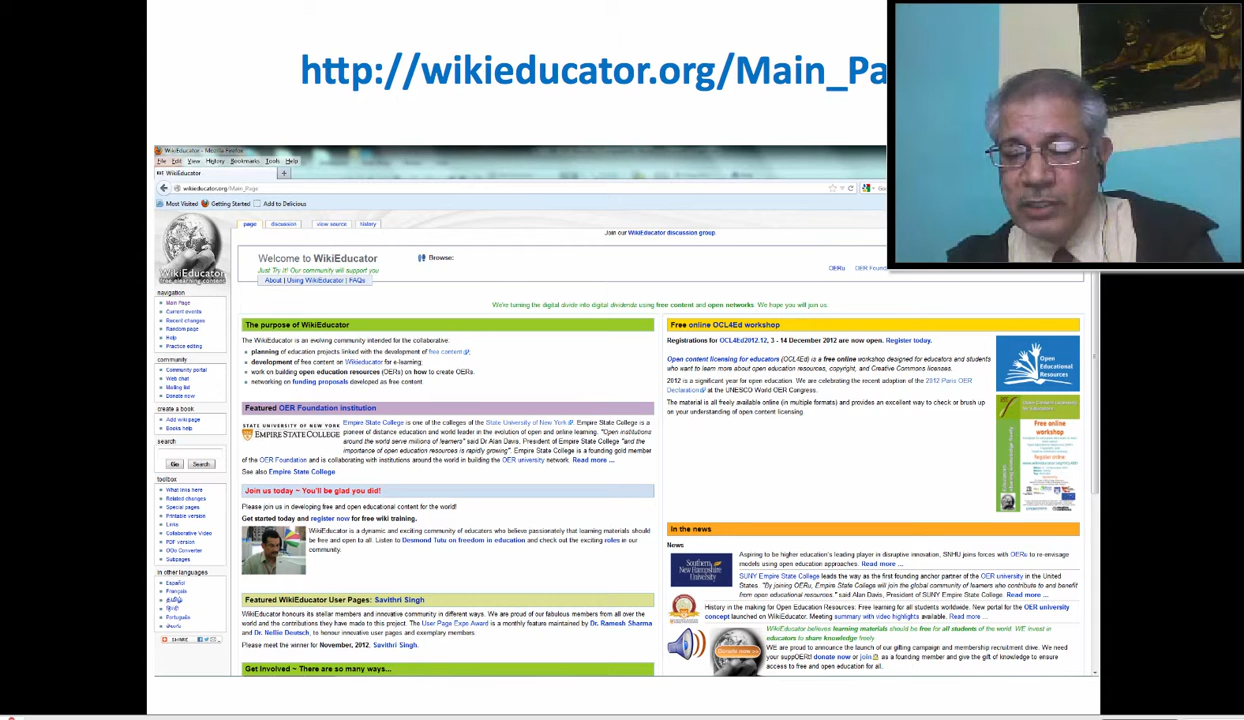 http://wikieducator.org/Main_Pa
WikiEducator - Mozilla Firefox
File Edit View History Bookmarks Tools Help
WikiEducator
wikieducator.org/Main_Page
Most Visited Getting Started Add to Delicious
page discussion view source history
Join our WikiEducator discussion group
Welcome to WikiEducator
Browse:
Just Try it! Our community will support you
OERu OER Foun
About | Using WikiEducator | FAQs
WikiEducator
free elearning content
We're turning the digital divide into digital dividends using free content and open networks. We hope you will join us.
navigation
Main Page
Current events
Recent changes
Random page
Help
Practice editing
community
Community portal
Web chat
Mailing list
Donate now
create a book
Add wiki page
Books help
search
Go Search
toolbox
What links here
Related changes
Special pages
Printable version
Links
Collaborative Video
PDF version
OOo Converter
Subpages
in other languages
Español
Français
தமிழ்
हिन्दी
Português
SHARE
The purpose of WikiEducator
The WikiEducator is an evolving community intended for the collaborative:
planning of education projects linked with the development of free content;
development of free content on Wikieducator for e-learning;
work on building open education resources (OERs) on how to create OERs.
networking on funding proposals developed as free content
Featured OER Foundation institution
STATE UNIVERSITY OF NEW YORK
EMPIRE STATE COLLEGE
Empire State College is one of the colleges of the State University of New York. Empire State College is a
pioneer of distance education and world leader in the evolution of open and online learning. "Open institutions
around the world serve millions of learners" said Dr Alan Davis, President of Empire State College "and the
importance of open education resources is rapidly growing". Empire State College is a founding gold member
of the OER Foundation and is collaborating with institutions around the world in building the OER university network. Read more ...
See also Empire State College
Join us today ~ You'll be glad you did!
Please join us in developing free and open educational content for the world!
Get started today and register now for free wiki training.
WikiEducator is a dynamic and exciting community of educators who believe passionately that learning materials should
be free and open to all. Listen to Desmond Tutu on freedom in education and check out the exciting roles in our
community.
Featured WikiEducator User Pages: Savithri Singh
WikiEducator honours its stellar members and innovative community in different ways. We are proud of our fabulous members from all over the
world and the contributions they have made to this project. The User Page Expo Award is a monthly feature maintained by Dr. Ramesh Sharma
and Dr. Nellie Deutsch, to honour innovative user pages and exemplary members
Please meet the winner for November, 2012, Savithri Singh.
Get Involved ~ There are so many ways...
Free online OCL4Ed workshop
Registrations for OCL4Ed2012.12, 3 - 14 December 2012 are now open. Register today.
Open content licensing for educators (OCL4Ed) is a free online workshop designed for educators and students
who want to learn more about open education resources, copyright, and Creative Commons licenses.
2012 is a significant year for open education. We are celebrating the recent adoption of the 2012 Paris OER
Declaration at the UNESCO World OER Congress.
The material is all freely available online (in multiple formats) and provides an excellent way to check or brush up
on your understanding of open content licensing.
Open
Educational
Resources
Free online
workshop
In the news
News
Southern
New Hampshire
University
Aspiring to be higher education's leading player in disruptive innovation, SNHU joins forces with OERu to re-envisage
models using open education approaches. Read more ...
SUNY Empire State College leads the way as the first founding anchor partner of the OER university in the United
States. "By joining OERu, Empire State College will join the global community of learners who contribute to and benefit
from open educational resources." said Alan Davis, President of SUNY Empire State College. Read more ...
History in the making for Open Education Resources: Free learning for all students worldwide. New portal for the OER university
concept launched on WikiEducator. Meeting summary with video highlights available. Read more ...
WikiEducator believes learning materials should be free for all students of the world. WE invest in
educators to share knowledge freely
WE are proud to announce the launch of our gifting campaign and membership recruitment drive. We need
your suppOER! donate now or join as a founding member and give the gift of knowledge to ensure
access to free and open education for all.
Donate now >>